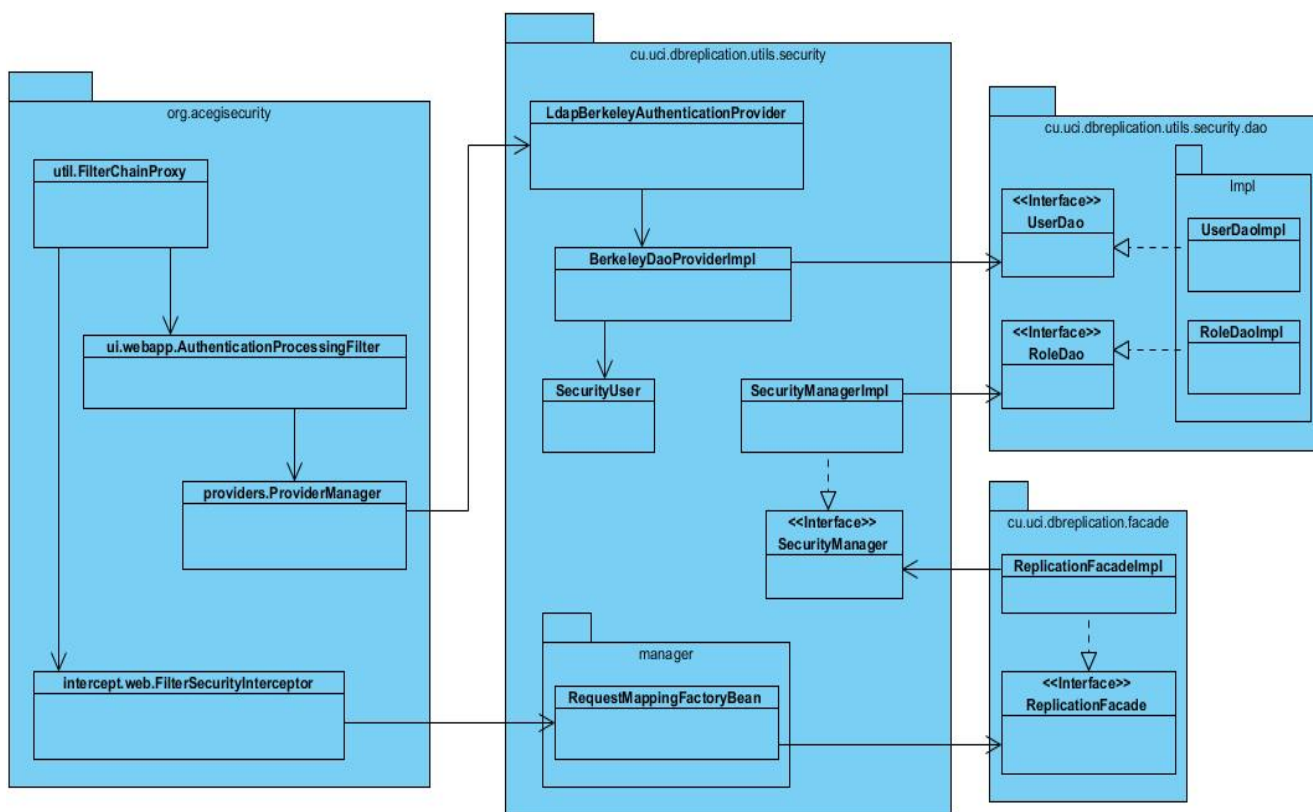 org.acegisecurity
util.FilterChainProxy
ui.webapp.AuthenticationProcessingFilter
providers.ProviderManager
intercept.web.FilterSecurityInterceptor
cu.uci.dbreplication.utils.security
LdapBerkeleyAuthenticationProvider
BerkeleyDaoProviderImpl
SecurityUser
SecurityManagerImpl
<<Interface>>
SecurityManager
manager
RequestMappingFactoryBean
cu.uci.dbreplication.utils.security.dao
Impl
<<Interface>>
UserDao
UserDaoImpl
<<Interface>>
RoleDao
RoleDaoImpl
cu.uci.dbreplication.facade
ReplicationFacadeImpl
<<Interface>>
ReplicationFacade